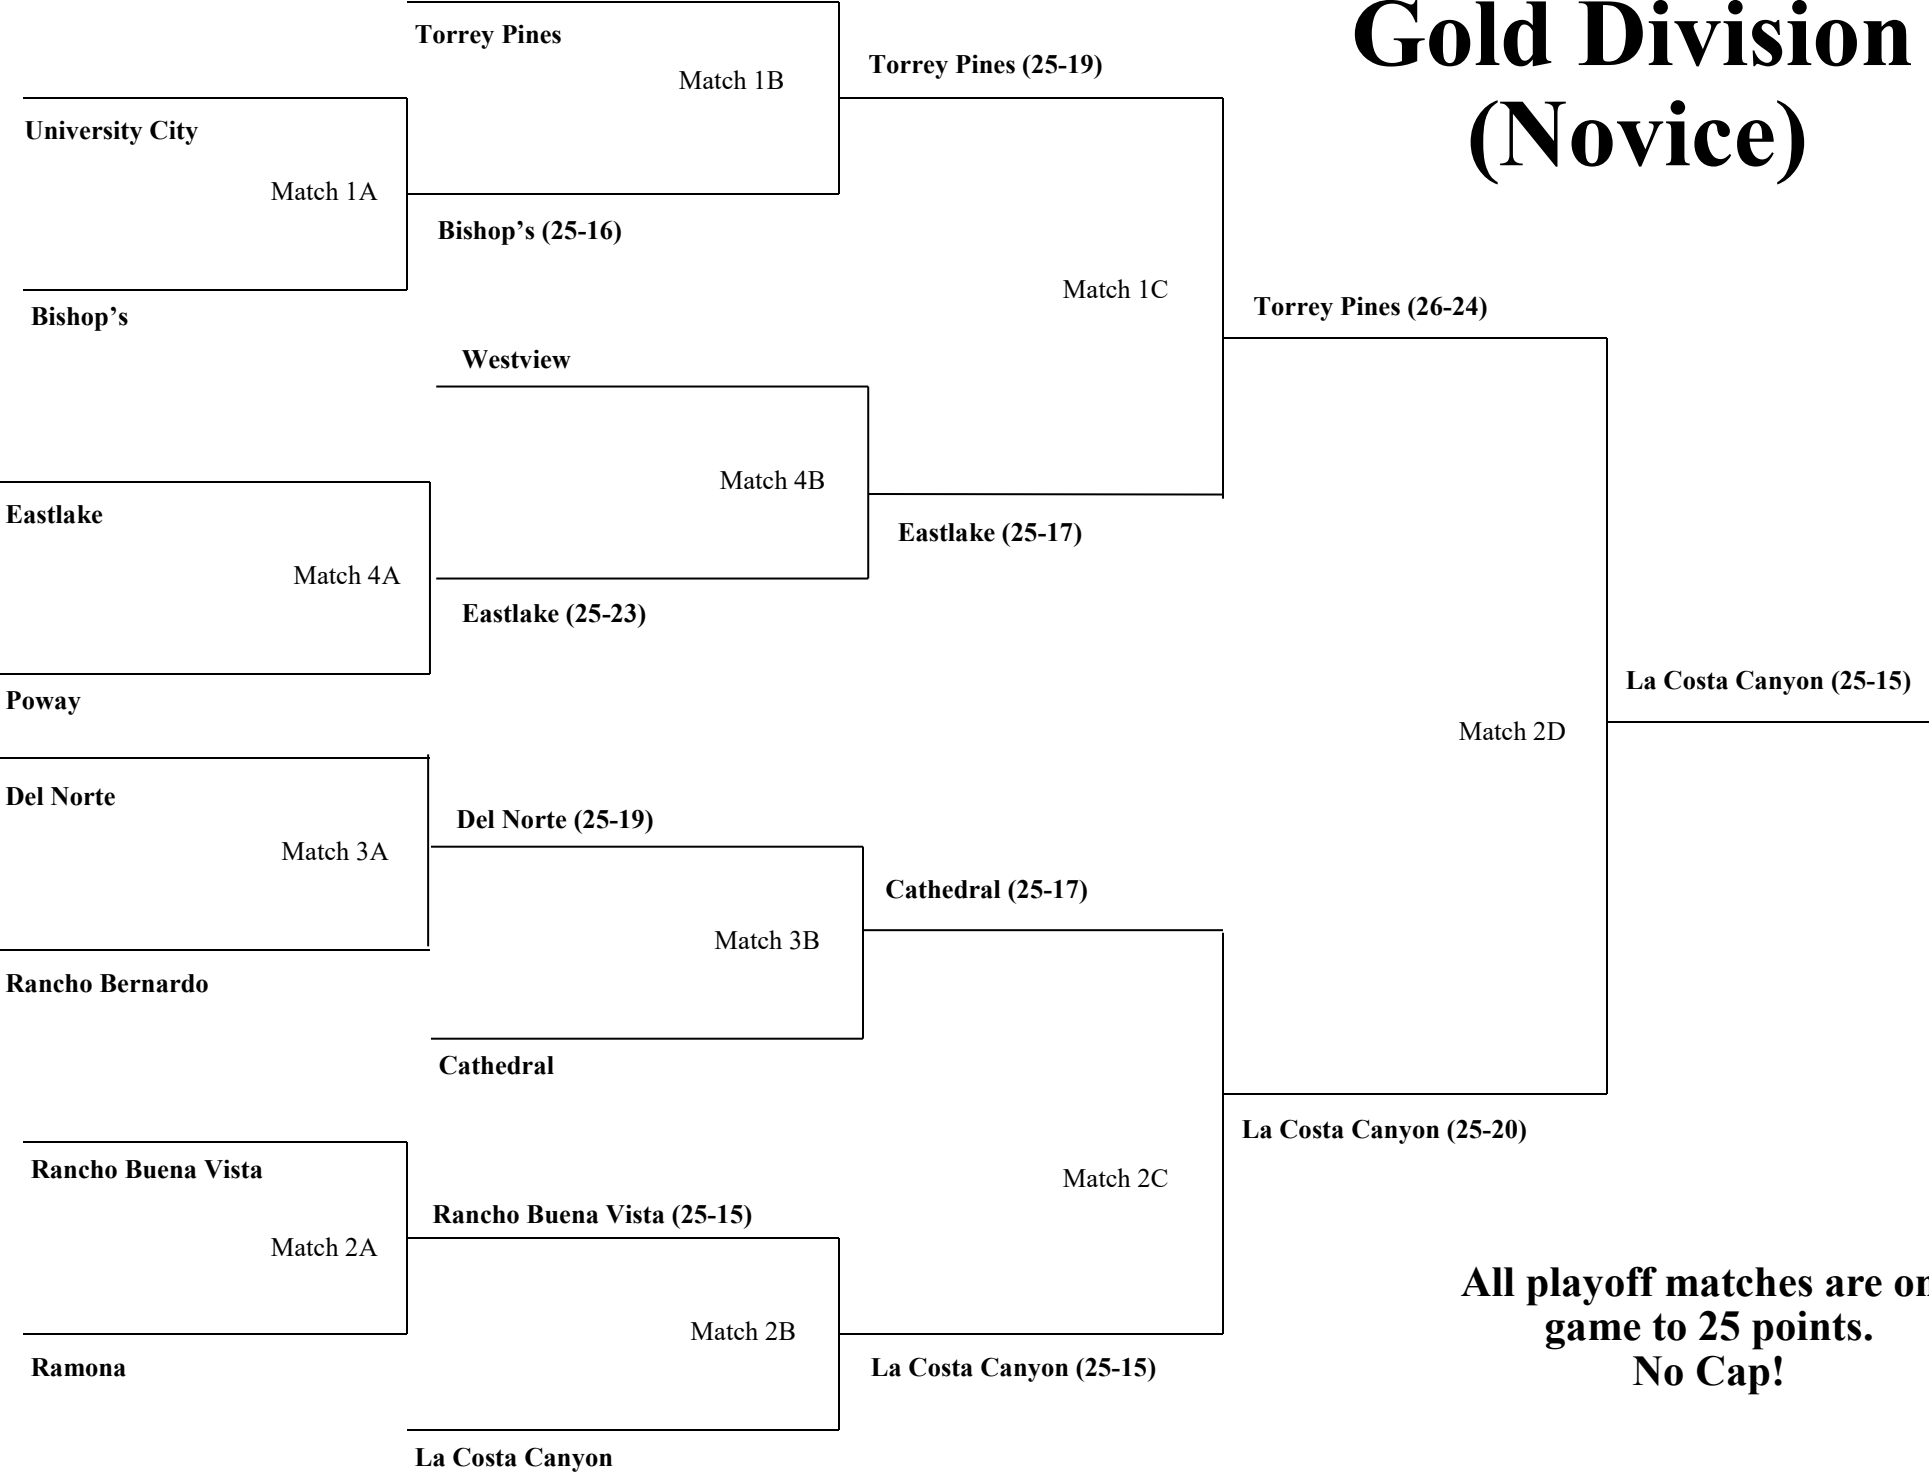 Gold Division
(Novice)
Torrey Pines
Match 1B
Torrey Pines (25-19)
University City
Match 1A
Bishop’s (25-16)
Bishop’s
Match 1C
Torrey Pines (26-24)
Westview
Match 4B
Eastlake
Eastlake (25-17)
Match 4A
Eastlake (25-23)
Poway
La Costa Canyon (25-15)
Match 2D
Del Norte
Del Norte (25-19)
Match 3A
Cathedral (25-17)
Match 3B
Rancho Bernardo
Cathedral
La Costa Canyon (25-20)
Rancho Buena Vista
Match 2C
Rancho Buena Vista (25-15)
Match 2A
Match 2B
Ramona
La Costa Canyon (25-15)
La Costa Canyon
All playoff matches are on
game to 25 points.
No Cap!